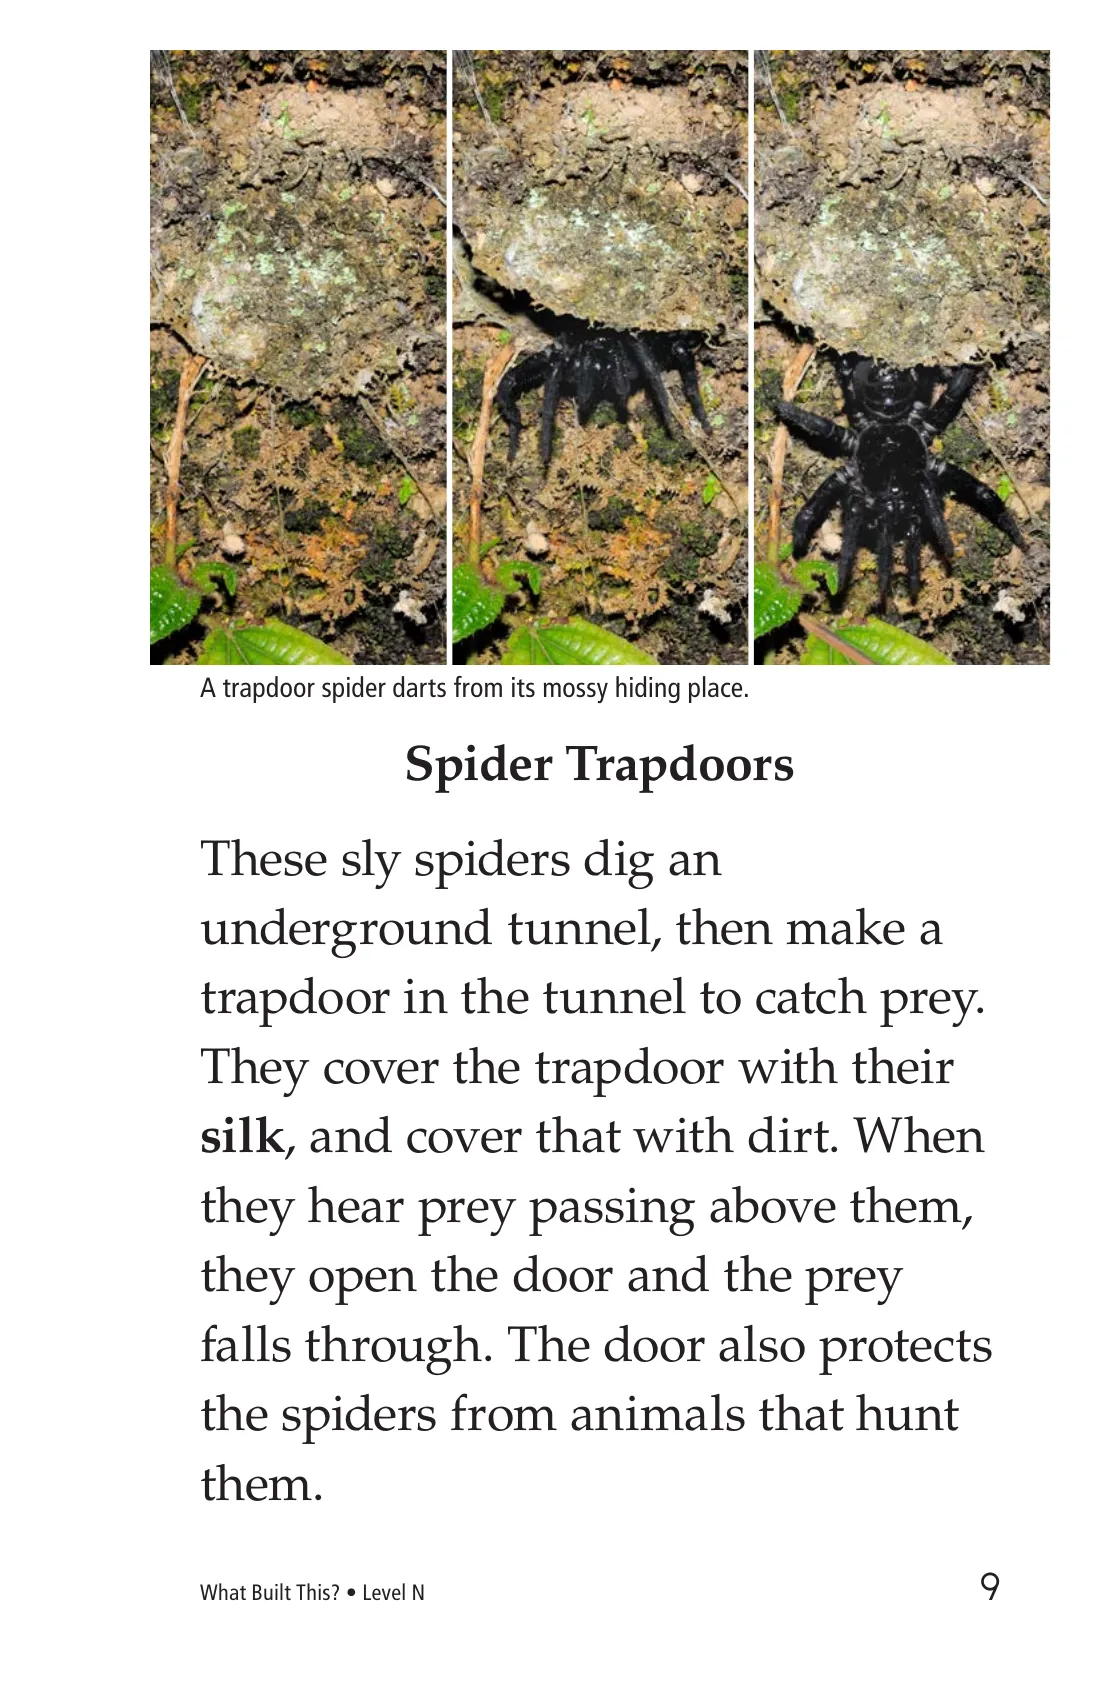 A trapdoor spider darts from its mossy hiding place.
Spider Trapdoors
These sly spiders dig an
underground tunnel, then make a
trapdoor in the tunnel to catch prey.
They cover the trapdoor with their
silk, and cover that with dirt. When
they hear prey passing above them,
they open the door and the prey
falls through. The door also protects
the spiders from animals that hunt
them.
What Built This? • Level N 9